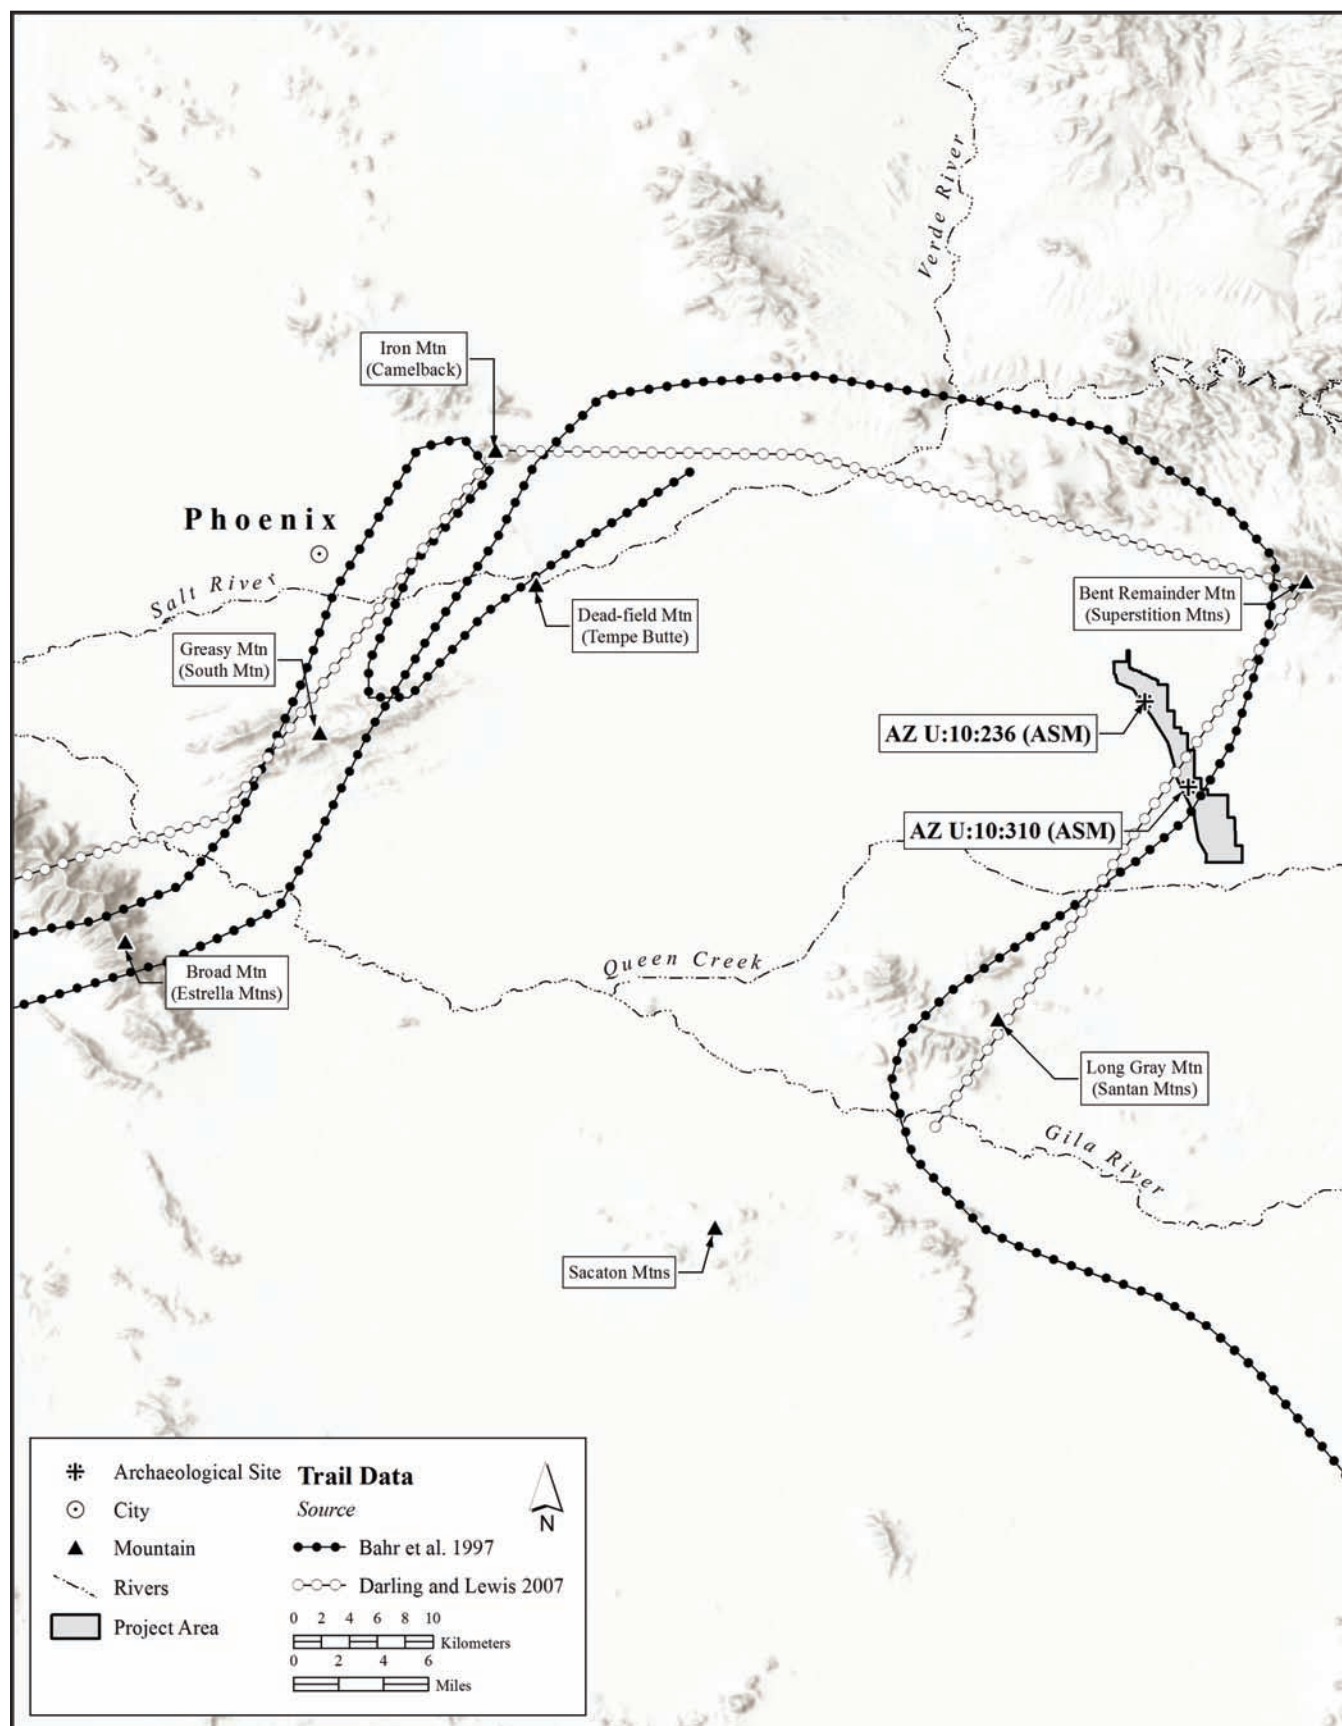 Verde River
Iron Mtn
(Camelback)
Phoenix
Salt River
Greasy Mtn
(South Mtn)
Dead-field Mtn
(Tempe Butte)
Bent Remainder Mtn
(Superstition Mtns)
AZ U:10:236 (ASM)
AZ U:10:310 (ASM)
Broad Mtn
(Estrella Mtns)
Queen Creek
Long Gray Mtn
(Santan Mtns)
Gila River
Sacaton Mtns
Archaeological Site
City
Mountain
Rivers
Project Area
Trail Data
Source
Bahr et al. 1997
Darling and Lewis 2007
N
0 2 4 6 8 10
Kilometers
0 2 4 6
Miles